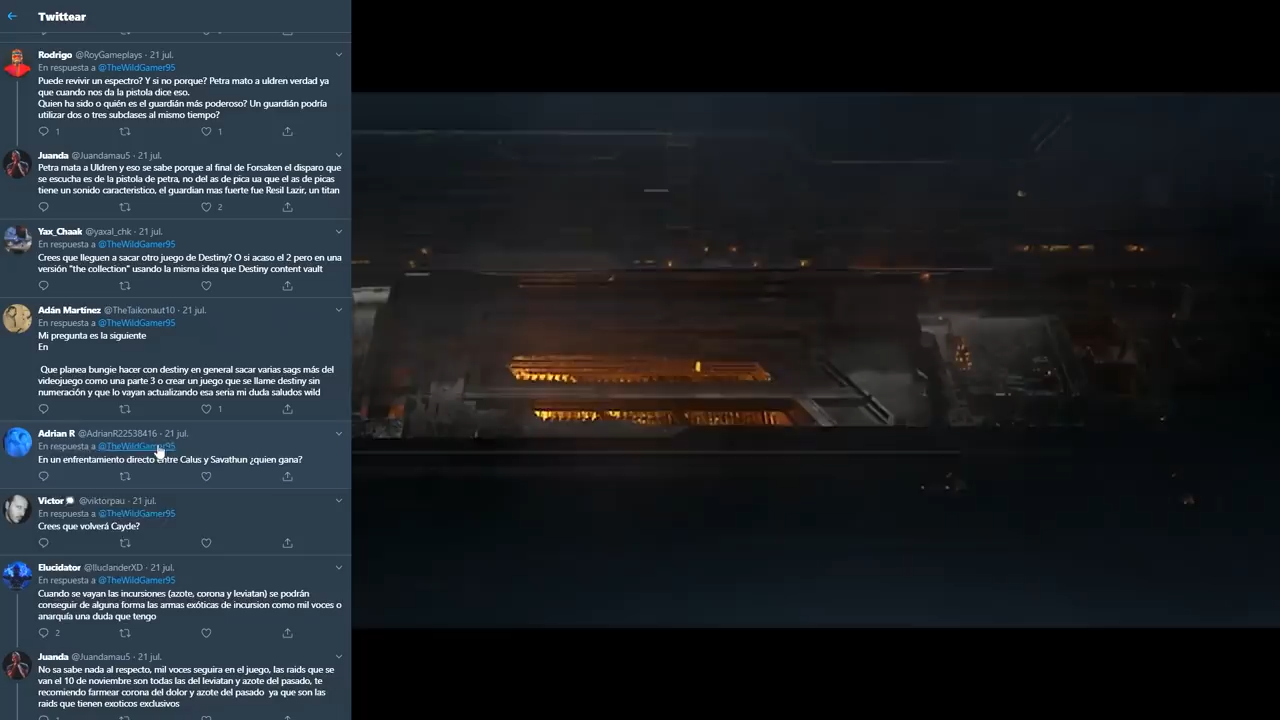 Twittear
Rodrigo @RoyGameplays · 21 jul.
En respuesta a @TheWildGamer95
Puede revivir un espectro? Y si no porque? Petra mato a uldren verdad ya
que cuando nos da la pistola dice eso.
Quien ha sido o quién es el guardián más poderoso? Un guardián podría
utilizar dos o tres subclases al mismo tiempo?
1 1
Juanda @Juandamau5 · 21 jul.
Petra mata a Uldren y eso se sabe porque al final de Forsaken el disparo que
se escucha es de la pistola de petra, no del as de pica ua que el as de picas
tiene un sonido caracteristico, el guardian mas fuerte fue Resil Lazir, un titan
2
Yax_Chaak @yaxal_chk · 21 jul.
En respuesta a @TheWildGamer95
Crees que lleguen a sacar otro juego de Destiny? O si acaso el 2 pero en una
versión "the collection" usando la misma idea que Destiny content vault
Adán Martínez @TheTaikonaut10 · 21 jul.
En respuesta a @TheWildGamer95
Mi pregunta es la siguiente
En
Que planea bungie hacer con destiny en general sacar varias sags más del
videojuego como una parte 3 o crear un juego que se llame destiny sin
numeración y que lo vayan actualizando esa seria mi duda saludos wild
1
Adrian R @AdrianR22538416 · 21 jul.
En respuesta a @TheWildGamer95
En un enfrentamiento directo entre Calus y Savathun ¿quien gana?
Victor @viktorpau · 21 jul.
En respuesta a @TheWildGamer95
Crees que volverá Cayde?
Elucidator @IluclanderXD · 21 jul.
En respuesta a @TheWildGamer95
Cuando se vayan las incursiones (azote, corona y leviatan) se podrán
conseguir de alguna forma las armas exóticas de incursion como mil voces o
anarquía una duda que tengo
2
Juanda @Juandamau5 · 21 jul.
No sa sabe nada al respecto, mil voces seguira en el juego, las raids que se
van el 10 de noviembre son todas las del leviatan y azote del pasado, te
recomiendo farmear corona del dolor y azote del pasado ya que son las
raids que tienen exoticos exclusivos